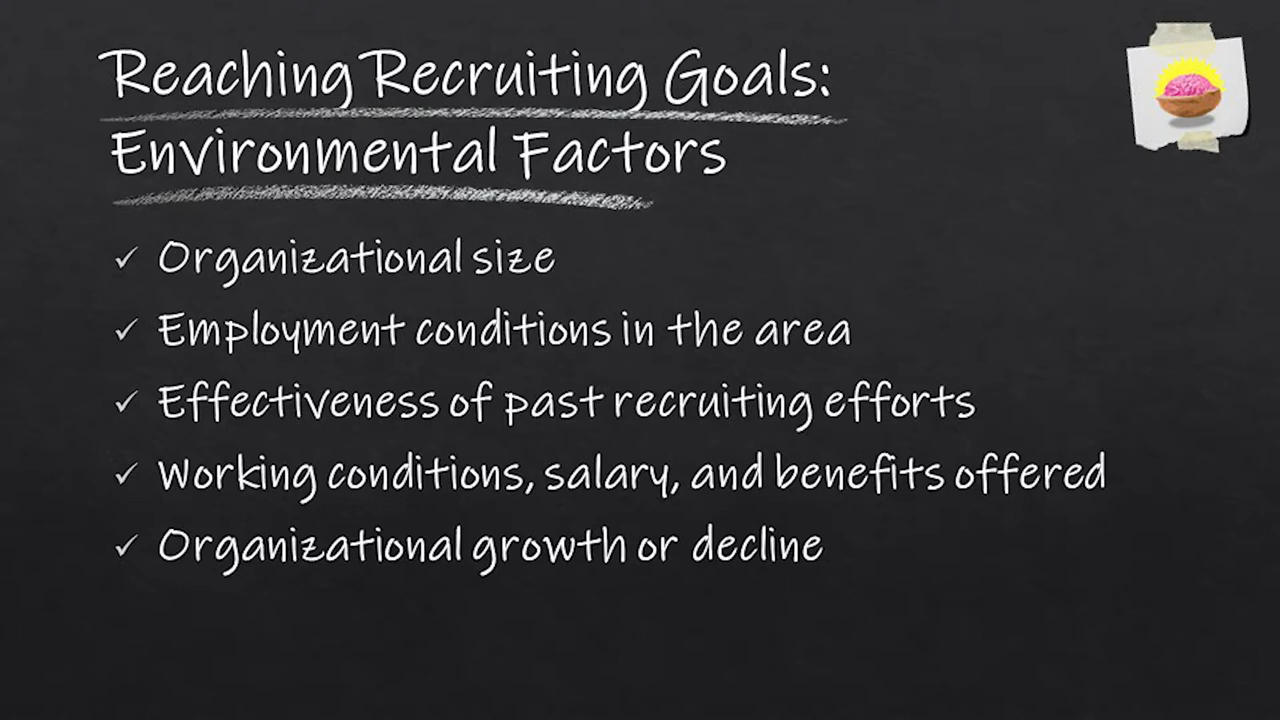 Reaching Recruiting Goals:
Environmental Factors
✓ Organizational size
✓ Employment conditions in the area
✓ Effectiveness of past recruiting efforts
✓ Working conditions, salary, and benefits offered
✓ Organizational growth or decline